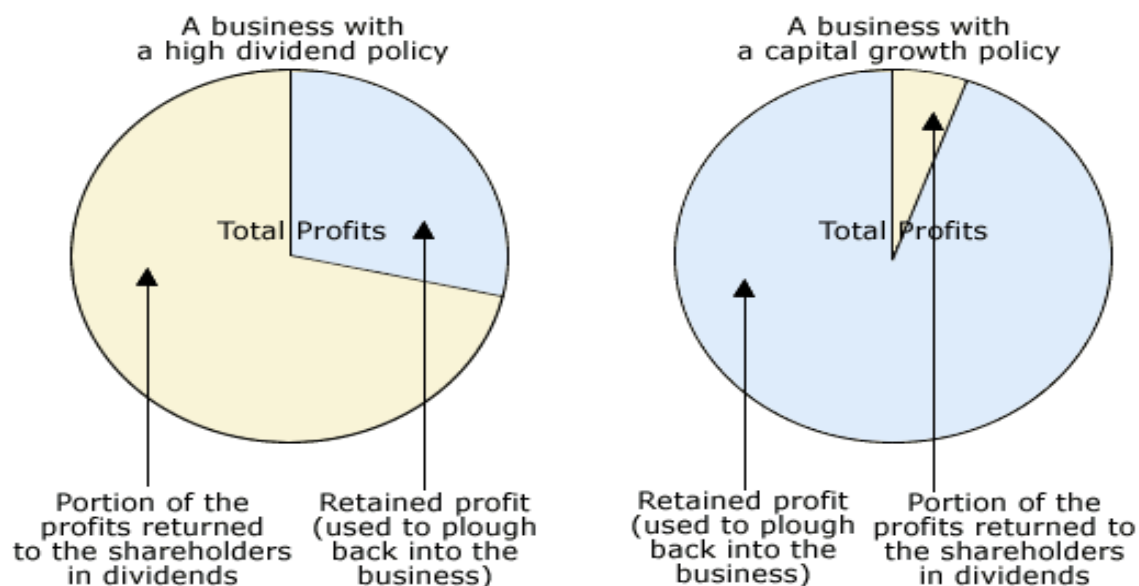 A business with
a high dividend policy
Total Profits
Portion of the
profits returned
to the shareholders
in dividends
Retained profit
(used to plough
back into the
business)
A business with
a capital growth policy
Total Profits
Retained profit
(used to plough
back into the
business)
Portion of the
profits returned to
the shareholders
in dividends